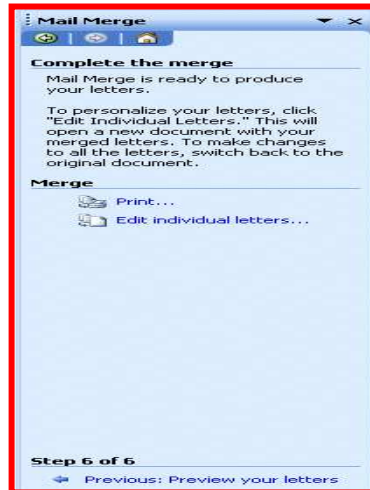 Mail Merge
Complete the merge
Mail Merge is ready to produce
your letters.
To personalize your letters, click
"Edit Individual Letters." This will
open a new document with your
merged letters. To make changes
to all the letters, switch back to the
original document.
Merge
Print...
Edit individual letters...
Step 6 of 6
Previous: Preview your letters